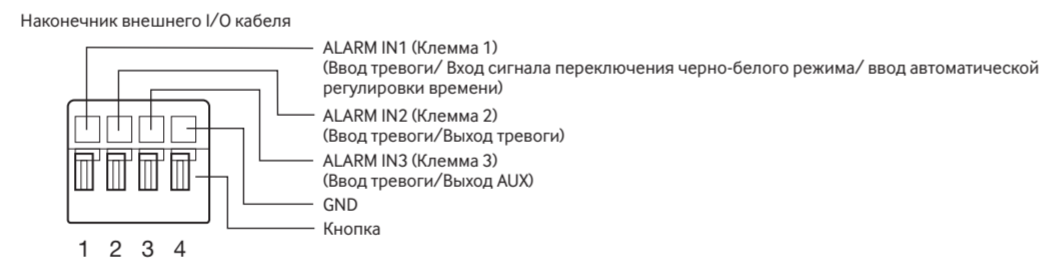 Наконечник внешнего I/O кабеля
ALARM IN1 (Клемма 1)
(Ввод тревоги/ Вход сигнала переключения черно-белого режима/ ввод автоматической
регулировки времени)
ALARM IN2 (Клемма 2)
(Ввод тревоги/Выход тревоги)
ALARM IN3 (Клемма 3)
(Ввод тревоги/Выход AUX)
GND
Кнопка
1 2 3 4